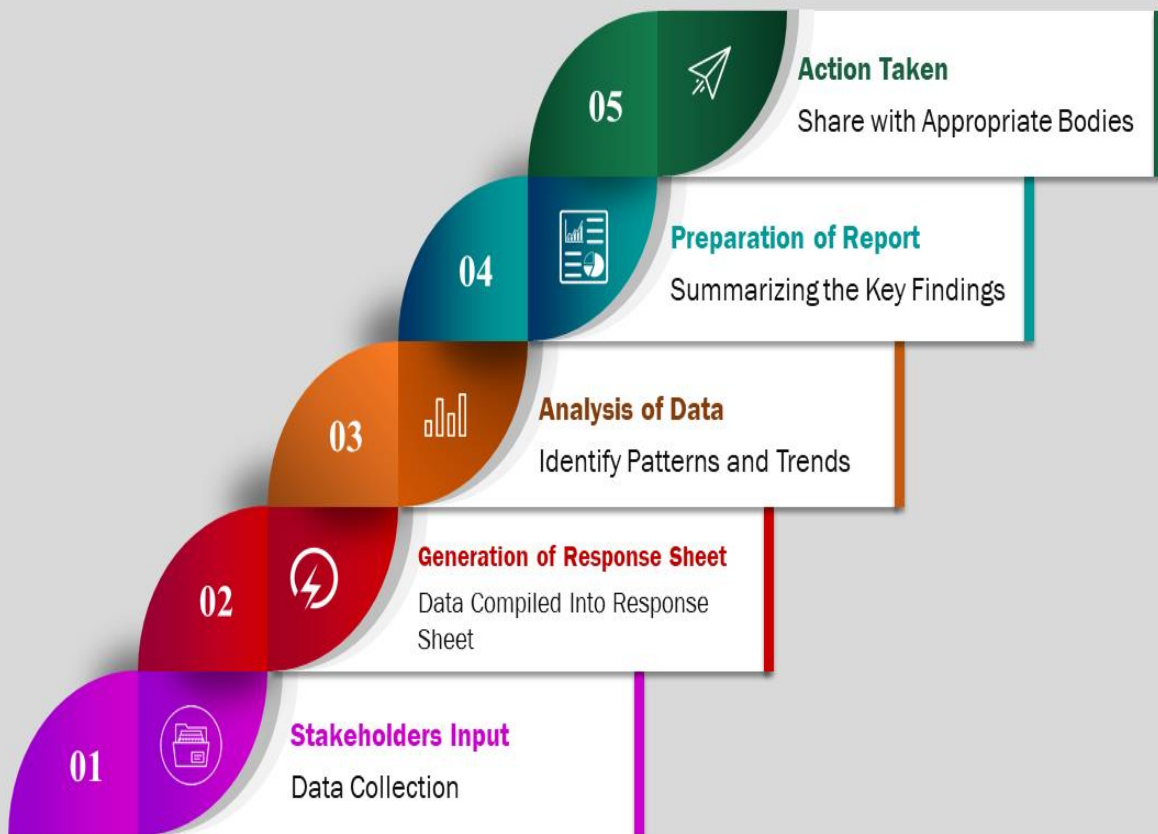 05
Action Taken
Share with Appropriate Bodies
04
Preparation of Report
Summarizing the Key Findings
03
Analysis of Data
Identify Patterns and Trends
02
Generation of Response Sheet
Data Compiled Into Response
Sheet
01
Stakeholders Input
Data Collection